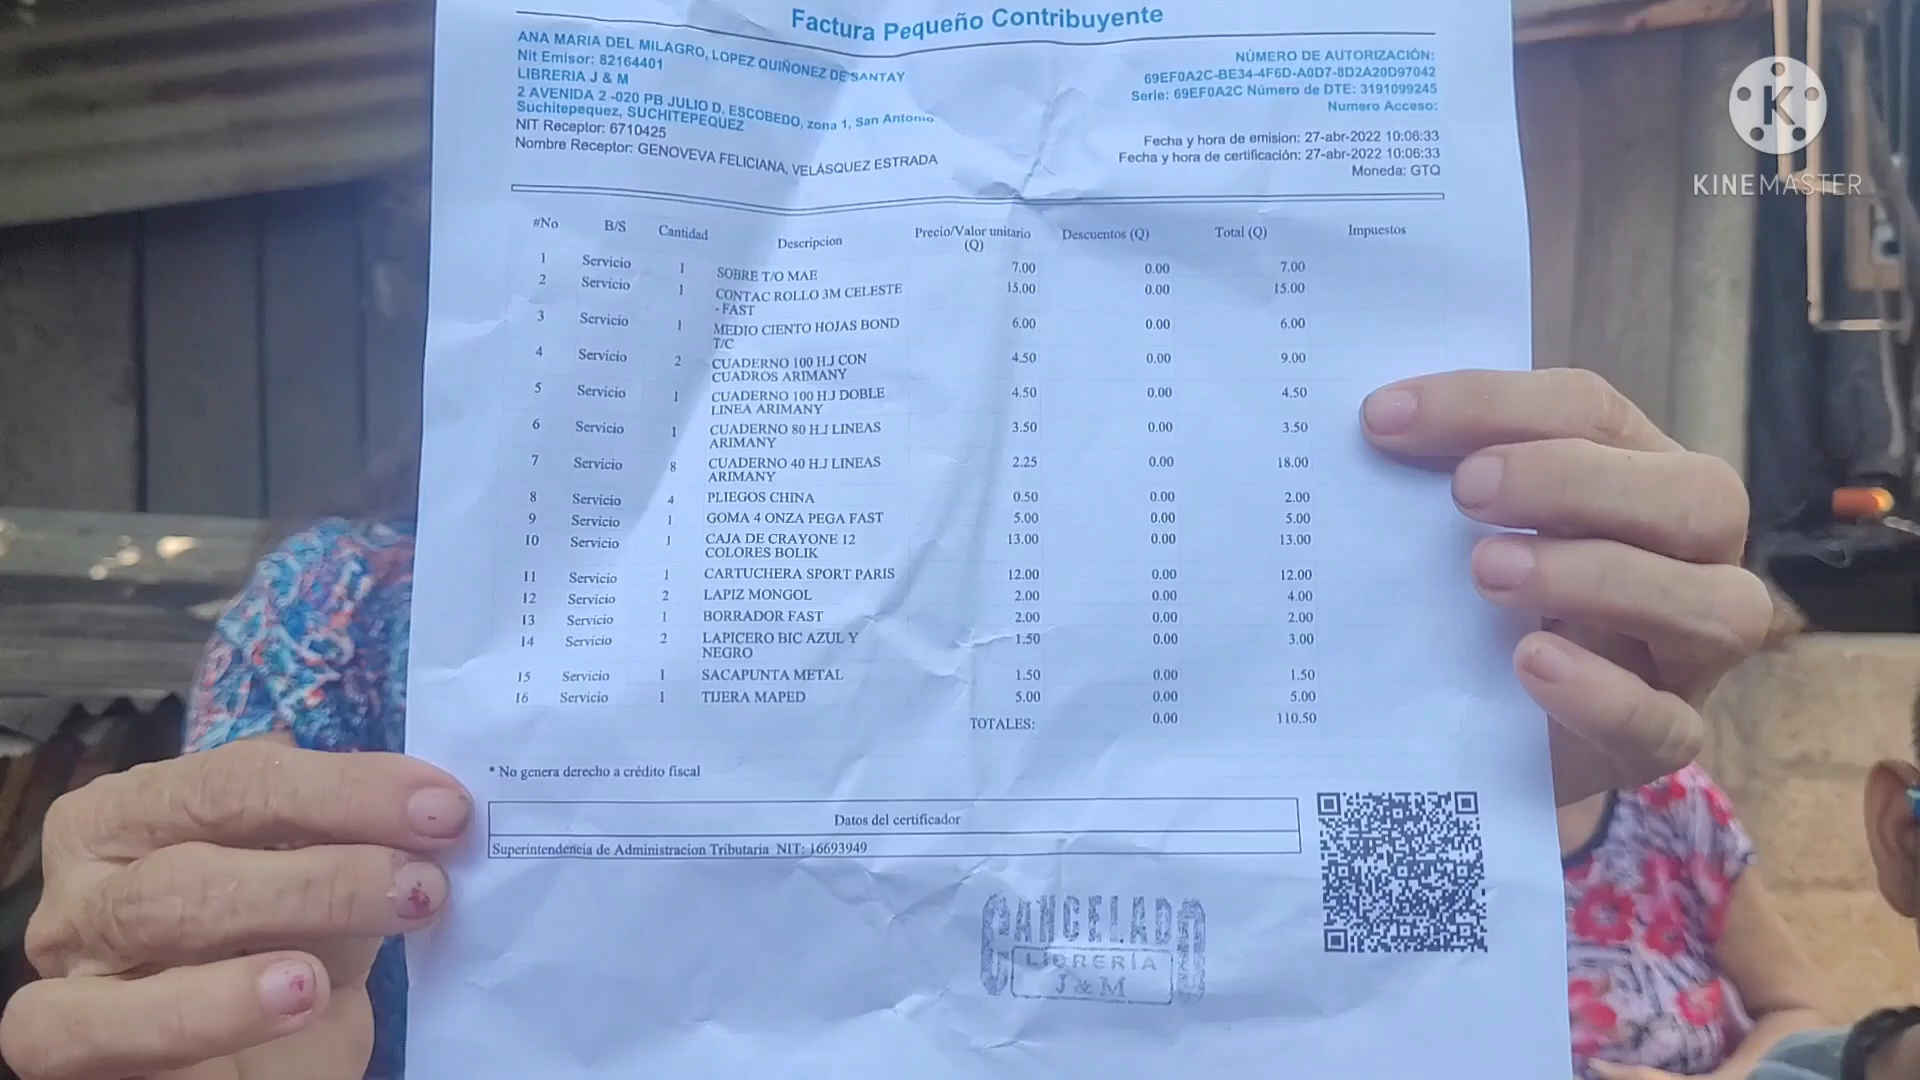 Factura Pequeño Contribuyente
ANA MARIA DEL MILAGRO, LOPEZ QUIÑONEZ DE SANTAY
Nit Emisor: 82164401
LIBRERIA J & M
2 AVENIDA 2 -020 PB JULIO D, ESCOBEDO, zona 1, San Antonio
Suchitepequez, SUCHITEPEQUEZ
NIT Receptor: 6710425
Nombre Receptor: GENOVEVA FELICIANA, VELÁSQUEZ ESTRADA
NÚMERO DE AUTORIZACIÓN:
69EF0A2C-BE34-4F6D-A0D7-8D2A20D97042
Serie: 69EF0A2C Número de DTE: 3191099245
Numero Acceso:
Fecha y hora de emision: 27-abr-2022 10:06:33
Fecha y hora de certificación: 27-abr-2022 10:06:33
Moneda: GTQ
#No B/S Cantidad Descripcion Precio/Valor unitario (Q) Descuentos (Q) Total (Q) Impuestos
1 Servicio 1 SOBRE T/O MAE 7.00 0.00 7.00
2 Servicio 1 CONTAC ROLLO 3M CELESTE 15.00 0.00 15.00
- FAST
3 Servicio 1 MEDIO CIENTO HOJAS BOND 6.00 0.00 6.00
T/C
4 Servicio 2 CUADERNO 100 HJ CON 4.50 0.00 9.00
CUADROS ARIMANY
5 Servicio 1 CUADERNO 100 HJ DOBLE 4.50 0.00 4.50
LINEA ARIMANY
6 Servicio 1 CUADERNO 80 HJ LINEAS 3.50 0.00 3.50
ARIMANY
7 Servicio 8 CUADERNO 40 HJ LINEAS 2.25 0.00 18.00
ARIMANY
8 Servicio 4 PLIEGOS CHINA 0.50 0.00 2.00
9 Servicio 1 GOMA 4 ONZA PEGA FAST 5.00 0.00 5.00
10 Servicio 1 CAJA DE CRAYONE 12 13.00 0.00 13.00
COLORES BOLIK
11 Servicio 1 CARTUCHERA SPORT PARIS 12.00 0.00 12.00
12 Servicio 2 LAPIZ MONGOL 2.00 0.00 4.00
13 Servicio 1 BORRADOR FAST 2.00 0.00 2.00
14 Servicio 2 LAPICERO BIC AZUL Y 1.50 0.00 3.00
NEGRO
15 Servicio 1 SACAPUNTA METAL 1.50 0.00 1.50
16 Servicio 1 TIJERA MAPED 5.00 0.00 5.00
TOTALES: 0.00 110.50
* No genera derecho a crédito fiscal
Datos del certificador
Superintendencia de Administracion Tributaria NIT: 16693949
CANCELADO
LIBRERÍA
J & M
K
KINEMASTER